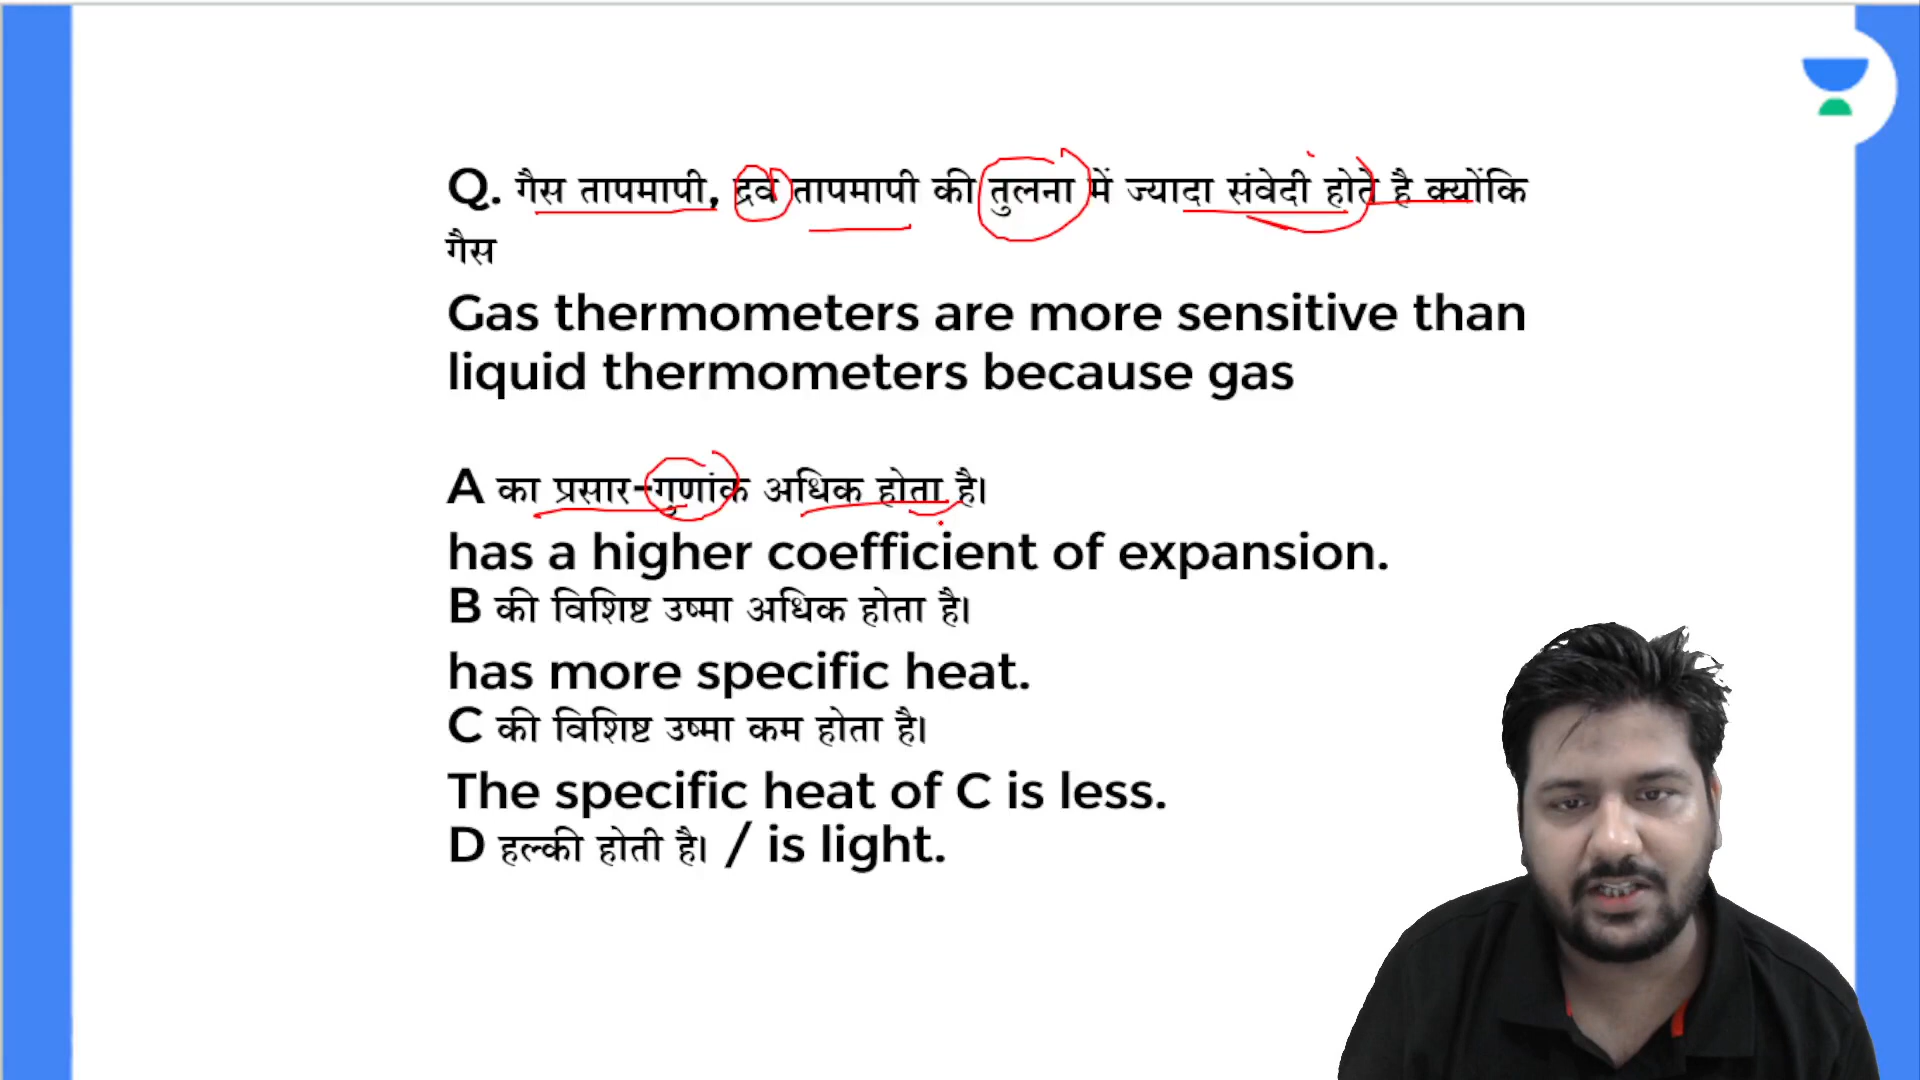 Q. गैस तापमापी, द्रव तापमापी की तुलना में ज्यादा संवेदी होते है क्योंकि
गैस
Gas thermometers are more sensitive than
liquid thermometers because gas
A का प्रसार-गुणांक अधिक होता है।
has a higher coefficient of expansion.
B की विशिष्ट उष्मा अधिक होता है।
has more specific heat.
C की विशिष्ट उष्मा कम होता है।
The specific heat of C is less.
D हल्की होती है। / is light.